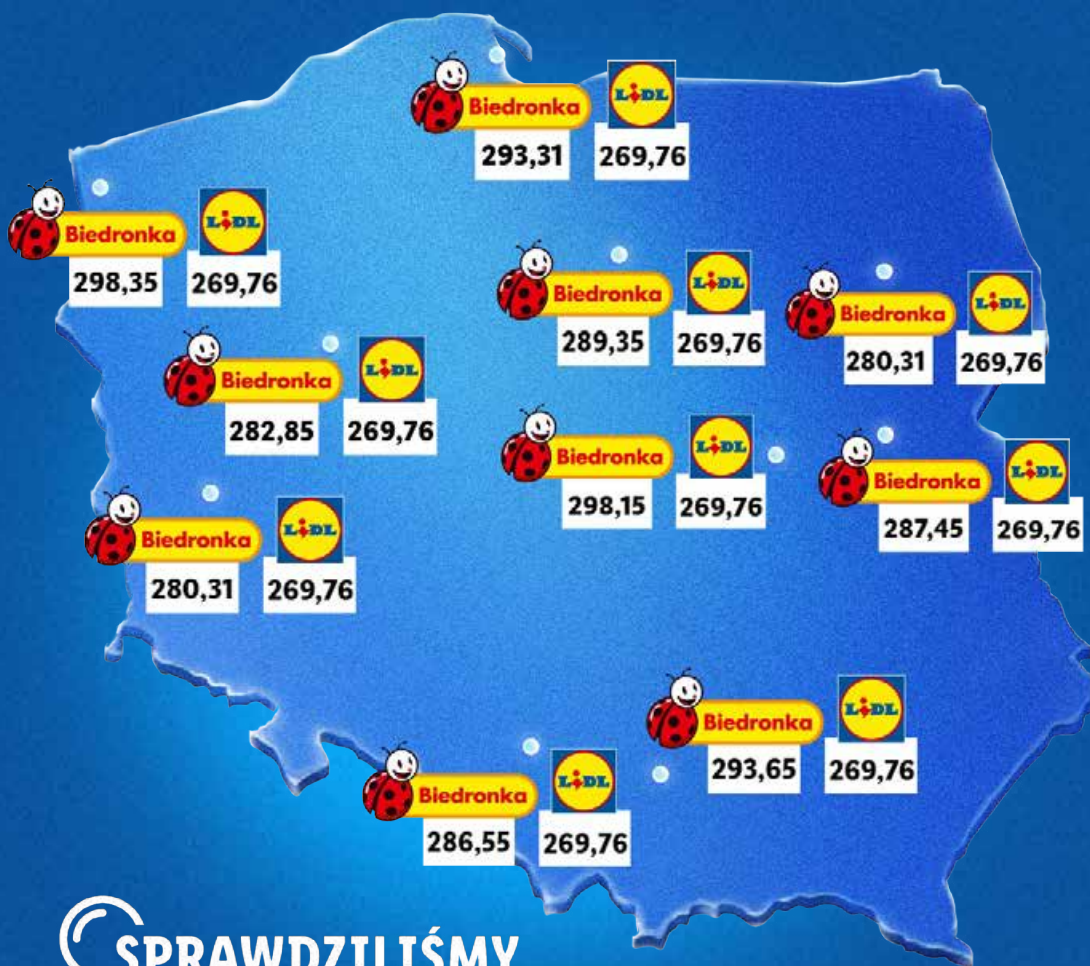 Biedronka LIDL
293,31 269,76
Biedronka LIDL
298,35 269,76
Biedronka LIDL
289,35 269,76
Biedronka LIDL
280,31 269,76
Biedronka LIDL
282,85 269,76
Biedronka LIDL
298,15 269,76
Biedronka LIDL
287,45 269,76
Biedronka LIDL
280,31 269,76
Biedronka LIDL
293,65 269,76
Biedronka LIDL
286,55 269,76
SPRAWDZILIŚMY